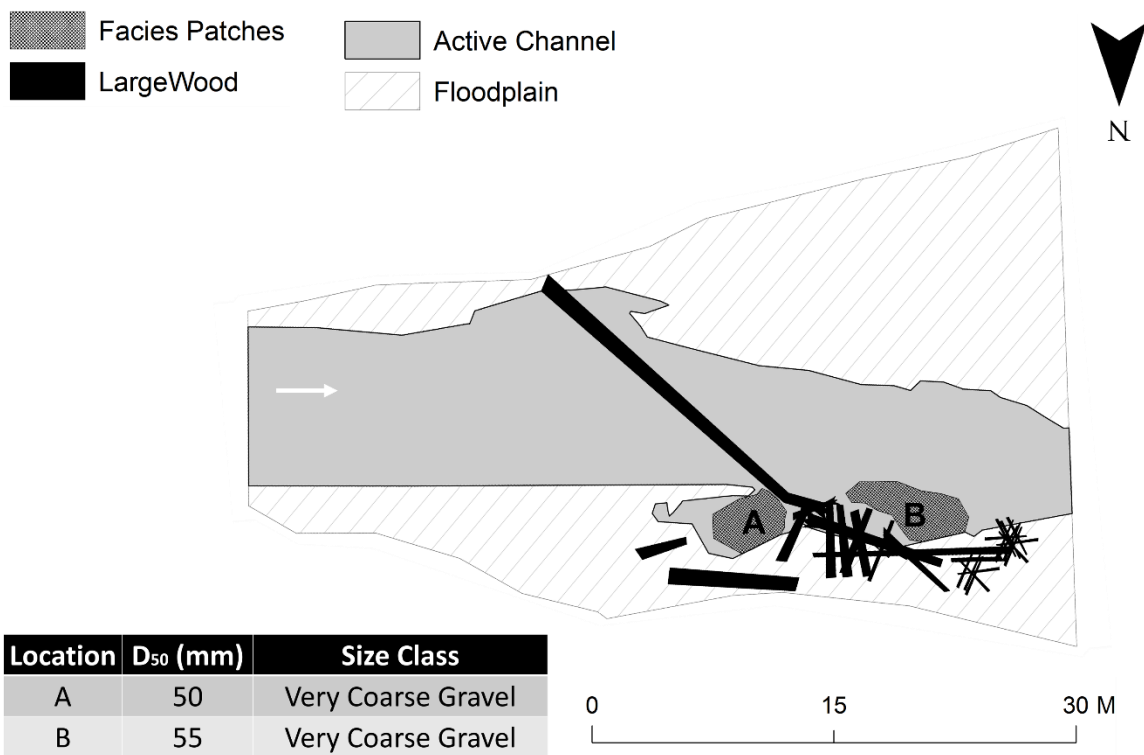 Facies Patches
LargeWood
Active Channel
Floodplain
N
A
B
Location D₅₀ (mm) Size Class
A 50 Very Coarse Gravel
B 55 Very Coarse Gravel
0 15 30 M